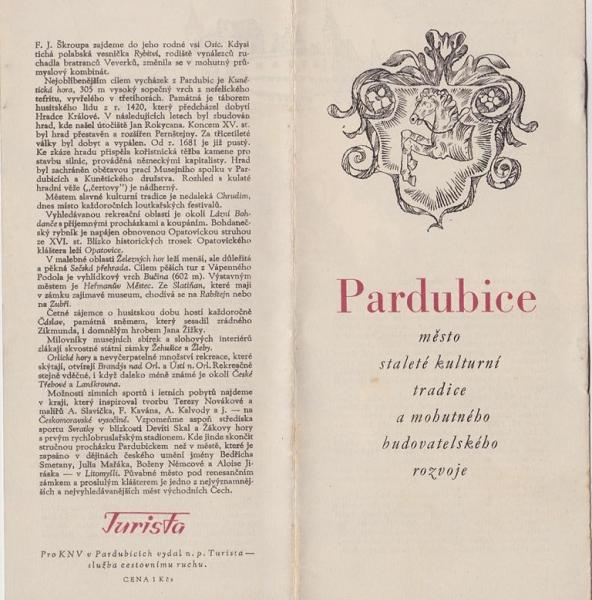 F. J. Škroupa zajdeme do jeho rodné vsi Osic. Kdysi
tichá polabská vesnička Rybitví, rodiště vynálezců ru-
chadla bratranců Veverků, změnila se v mohutný prů-
myslový kombinát.
Nejoblíbenějším cílem vycházek z Pardubic je Kuně-
tická hora, 305 m vysoký sopečný vrch z nefelického
tefritu, vyvřelého v třetihorách. Památná je táborem
husitského lidu z r. 1420, který předcházel dobytí
Hradce Králové. V následujících letech byl zbudován
hrad, kde našel útočiště Jan Rokycana. Koncem XV. st.
byl hrad přestavěn a rozšířen Pernštejny. Za třicetileté
války byl dobyt a vypálen. Od r. 1681 je již pustý.
Ke zkáze hradu přispěla kořistnická těžba kamene pro
stavbu silnic, prováděná německými kapitalisty. Hrad
byl zachráněn obětavou prací Musejního spolku v Par-
dubicích a Kunětického družstva. Rozhled s kulaté
hradní věže („čertovy") je nádherný.
Městem slavné kulturní tradice je nedaleká Chrudim,
dnes místo každoročních loutkařských festivalů.
Vyhledávanou rekreační oblastí je okolí Lázní Boh-
daneč s příjemnými procházkami a koupáním. Bohdaneč-
ský rybník je napájen obnovenou Opatovickou struhou
ze XVI. st. Blízko historických trosek Opatovického
kláštera leží Opatovice.
V malebné oblasti Železných hor leží menší, ale důležitá
a pěkná Sečská přehrada. Cílem pěších tur z Vápenného
Podola je vyhlídkový vrch Bučina (602 m). Výstavným
městem je Heřmanův Městec. Ze Slatiňan, které mají
v zámku zajímavé museum, chodívá se na Rabštejn nebo
na Zubří.
Četné zájemce o husitskou dobu hostí každoročně
Čáslav, památná sněmem, který sesadil zrádného
Zikmunda, i domnělým hrobem Jana Žižky.
Milovníky musejních sbírek a slohových interiérů
zlákají skvostné státní zámky Žehušice a Žleby.
Orlické hory a nevyčerpatelné množství rekreace, které
skýtají, otvírají Brandýs nad Orl. a Ústí n. Orl. Rekreačně
stejně vděčné, i když daleko méně známé je okolí České
Třebové a Lanškrouna.
Možnosti zimních sportů i letních pobytů najdeme
v kraji, který inspiroval tvorbu Terezy Novákové a
malířů A. Slavíčka, F. Kavána, A. Kalvody a j. — na
Českomoravské vysočině. Vzpomeňme aspoň střediska
sportu Svratky v blízkosti Devíti Skal a Žákovy hory
s prvým rychlobruslařským stadionem. Kde jinde skončit
stručnou procházku Pardubickem než v městě, které je
zapsáno v dějinách českého umění jmény Bedřicha
Smetany, Julia Mařáka, Boženy Němcové a Aloise Ji-
ráska — v Litomyšli. Půvabné město pod renesančním
zámkem a proslulým klášterem je jedno z nejvýznamněj-
ších a nejvyhledávanějších míst východních Čech.
Turista
Pro KNV v Pardubicích vydal n. p. Turista —
služba cestovnímu ruchu.
CENA 1 Kčs
Pardubice
město
staleté kulturní
tradice
a mohutného
budovatelského
rozvoje